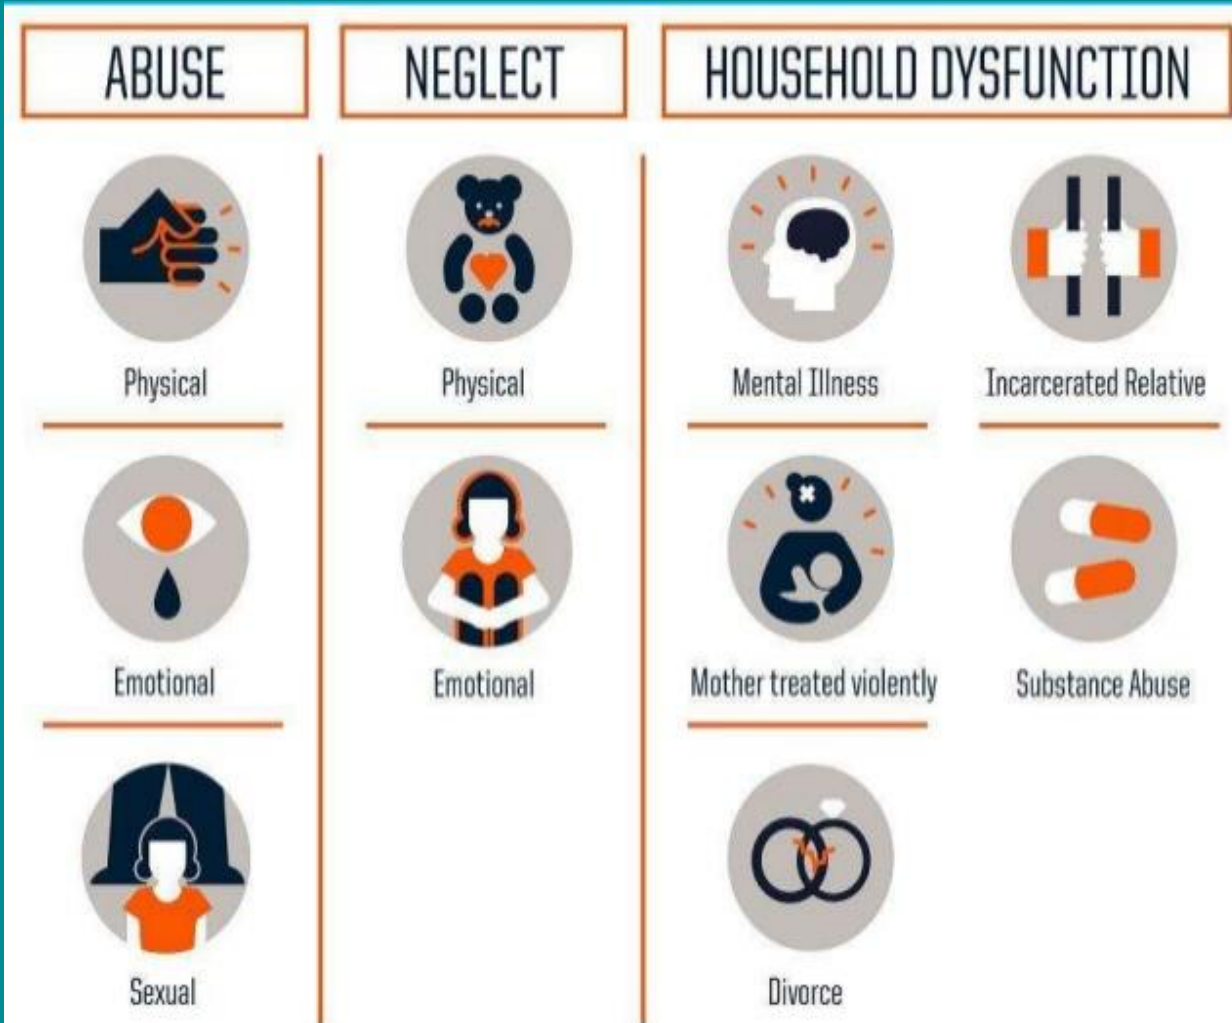 ABUSE
NEGLECT
HOUSEHOLD DYSFUNCTION
Physical
Physical
Mental Illness
Incarcerated Relative
Emotional
Emotional
Mother treated violently
Substance Abuse
Sexual
Divorce